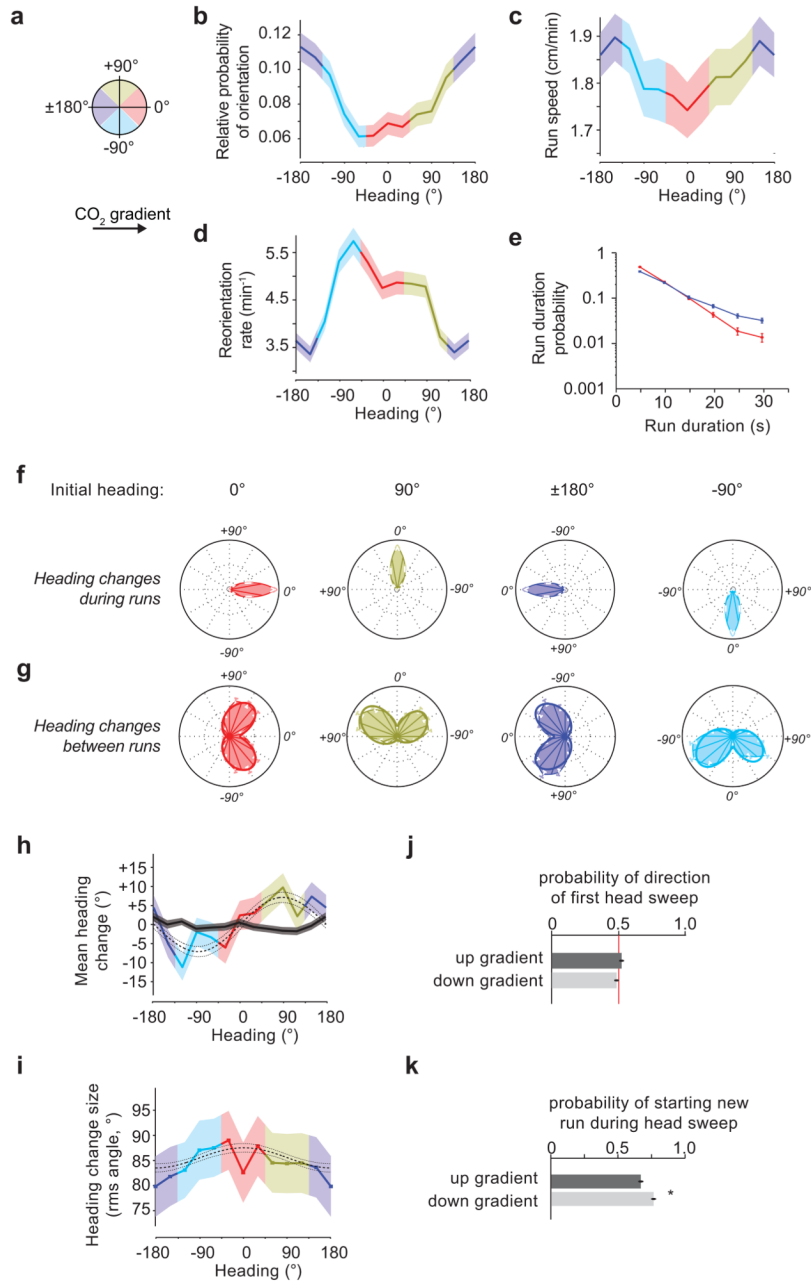 a
+90°
±180°
0°
-90°
CO2 gradient
b
Relative probability
of orientation
0.12
0.10
0.08
0.06
-180
-90
0
90
180
Heading (°)
c
Run speed (cm/min)
1.9
1.8
1.7
-180
-90
0
90
180
Heading (°)
d
Reorientation
rate (min-1)
5.5
4.5
3.5
-180
-90
0
90
180
Heading (°)
e
Run duration
probability
1
0.1
0.01
0.001
0
10
20
30
Run duration (s)
f
Initial heading:
0°
90°
±180°
-90°
Heading changes
during runs
+90°
0°
-90°
0°
+90°
-90°
-90°
0°
+90°
-90°
+90°
0°
g
Heading changes
between runs
+90°
0°
-90°
0°
+90°
-90°
-90°
0°
+90°
-90°
+90°
0°
h
Mean heading
change (°)
+15
+10
+5
0
-5
-10
-15
-180
-90
0
90
180
Heading (°)
j
probability of direction
of first head sweep
0
0.5
1.0
up gradient
down gradient
i
Heading change size
(rms angle, °)
95
90
85
80
75
-180
-90
0
90
180
Heading (°)
k
probability of starting new
run during head sweep
0
0,5
1.0
up gradient
down gradient
*